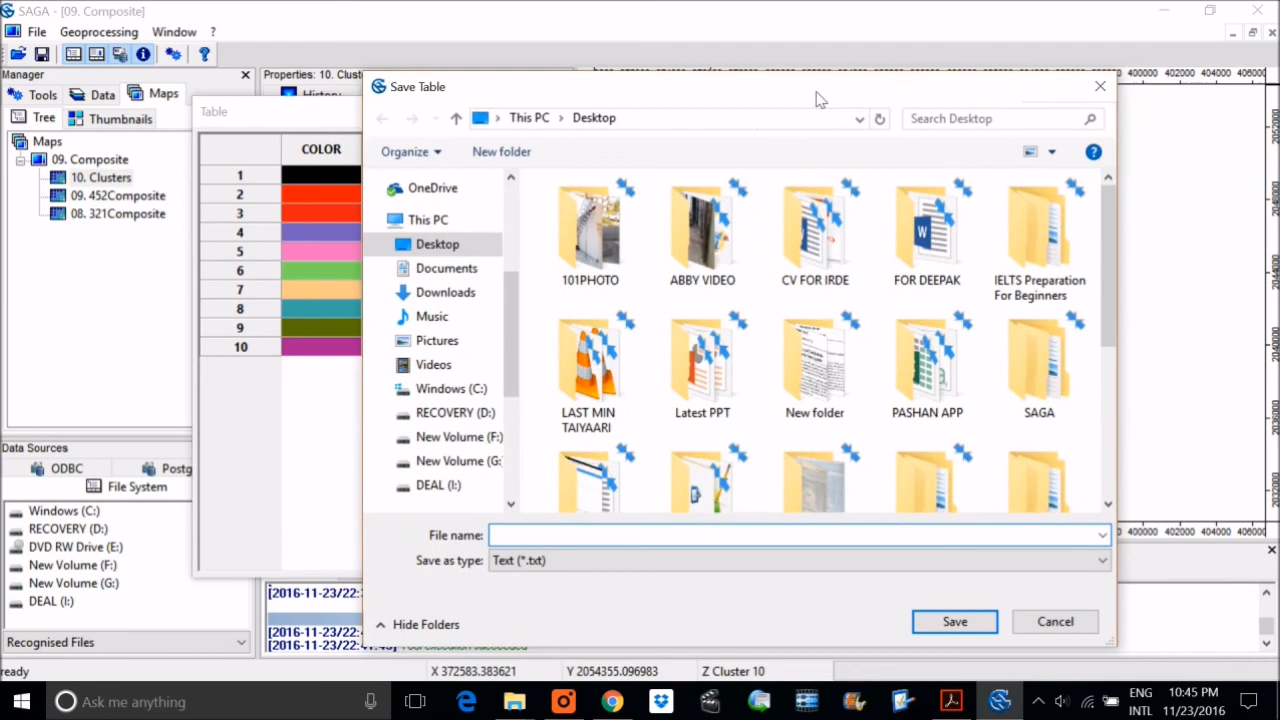 SAGA - [09. Composite]
File Geoprocessing Window ?
Manager
Tools Data Maps
Tree Thumbnails
Maps
09. Composite
10. Clusters
09. 452Composite
08. 321Composite
Data Sources
ODBC
File System
Windows (C:)
RECOVERY (D:)
DVD RW Drive (E:)
New Volume (F:)
New Volume (G:)
DEAL (I:)
Recognised Files
Properties: 10. Clust
History
Table
COLOR
1
2
3
4
5
6
7
8
9
10
Save Table
This PC Desktop
Search Desktop
Organize New folder
OneDrive
This PC
Desktop
Documents
Downloads
Music
Pictures
Videos
Windows (C:)
RECOVERY (D:)
New Volume (F:)
New Volume (G:
DEAL (I:)
101PHOTO ABBY VIDEO CV FOR IRDE FOR DEEPAK IELTS Preparation
For Beginners
LAST MIN
TAIYAARI
Latest PPT New folder PASHAN APP SAGA
File name:
Save as type: Text (*.txt)
Hide Folders
Save Cancel
400000 402000 404000 406000
400000 402000 404000 406000
[2016-11-23/22:
[2016-11-23/22:
ready
X 372583.383621 Y 2054355.096983 Z Cluster 10
Ask me anything
ENG
INTL
10:45 PM
11/23/2016